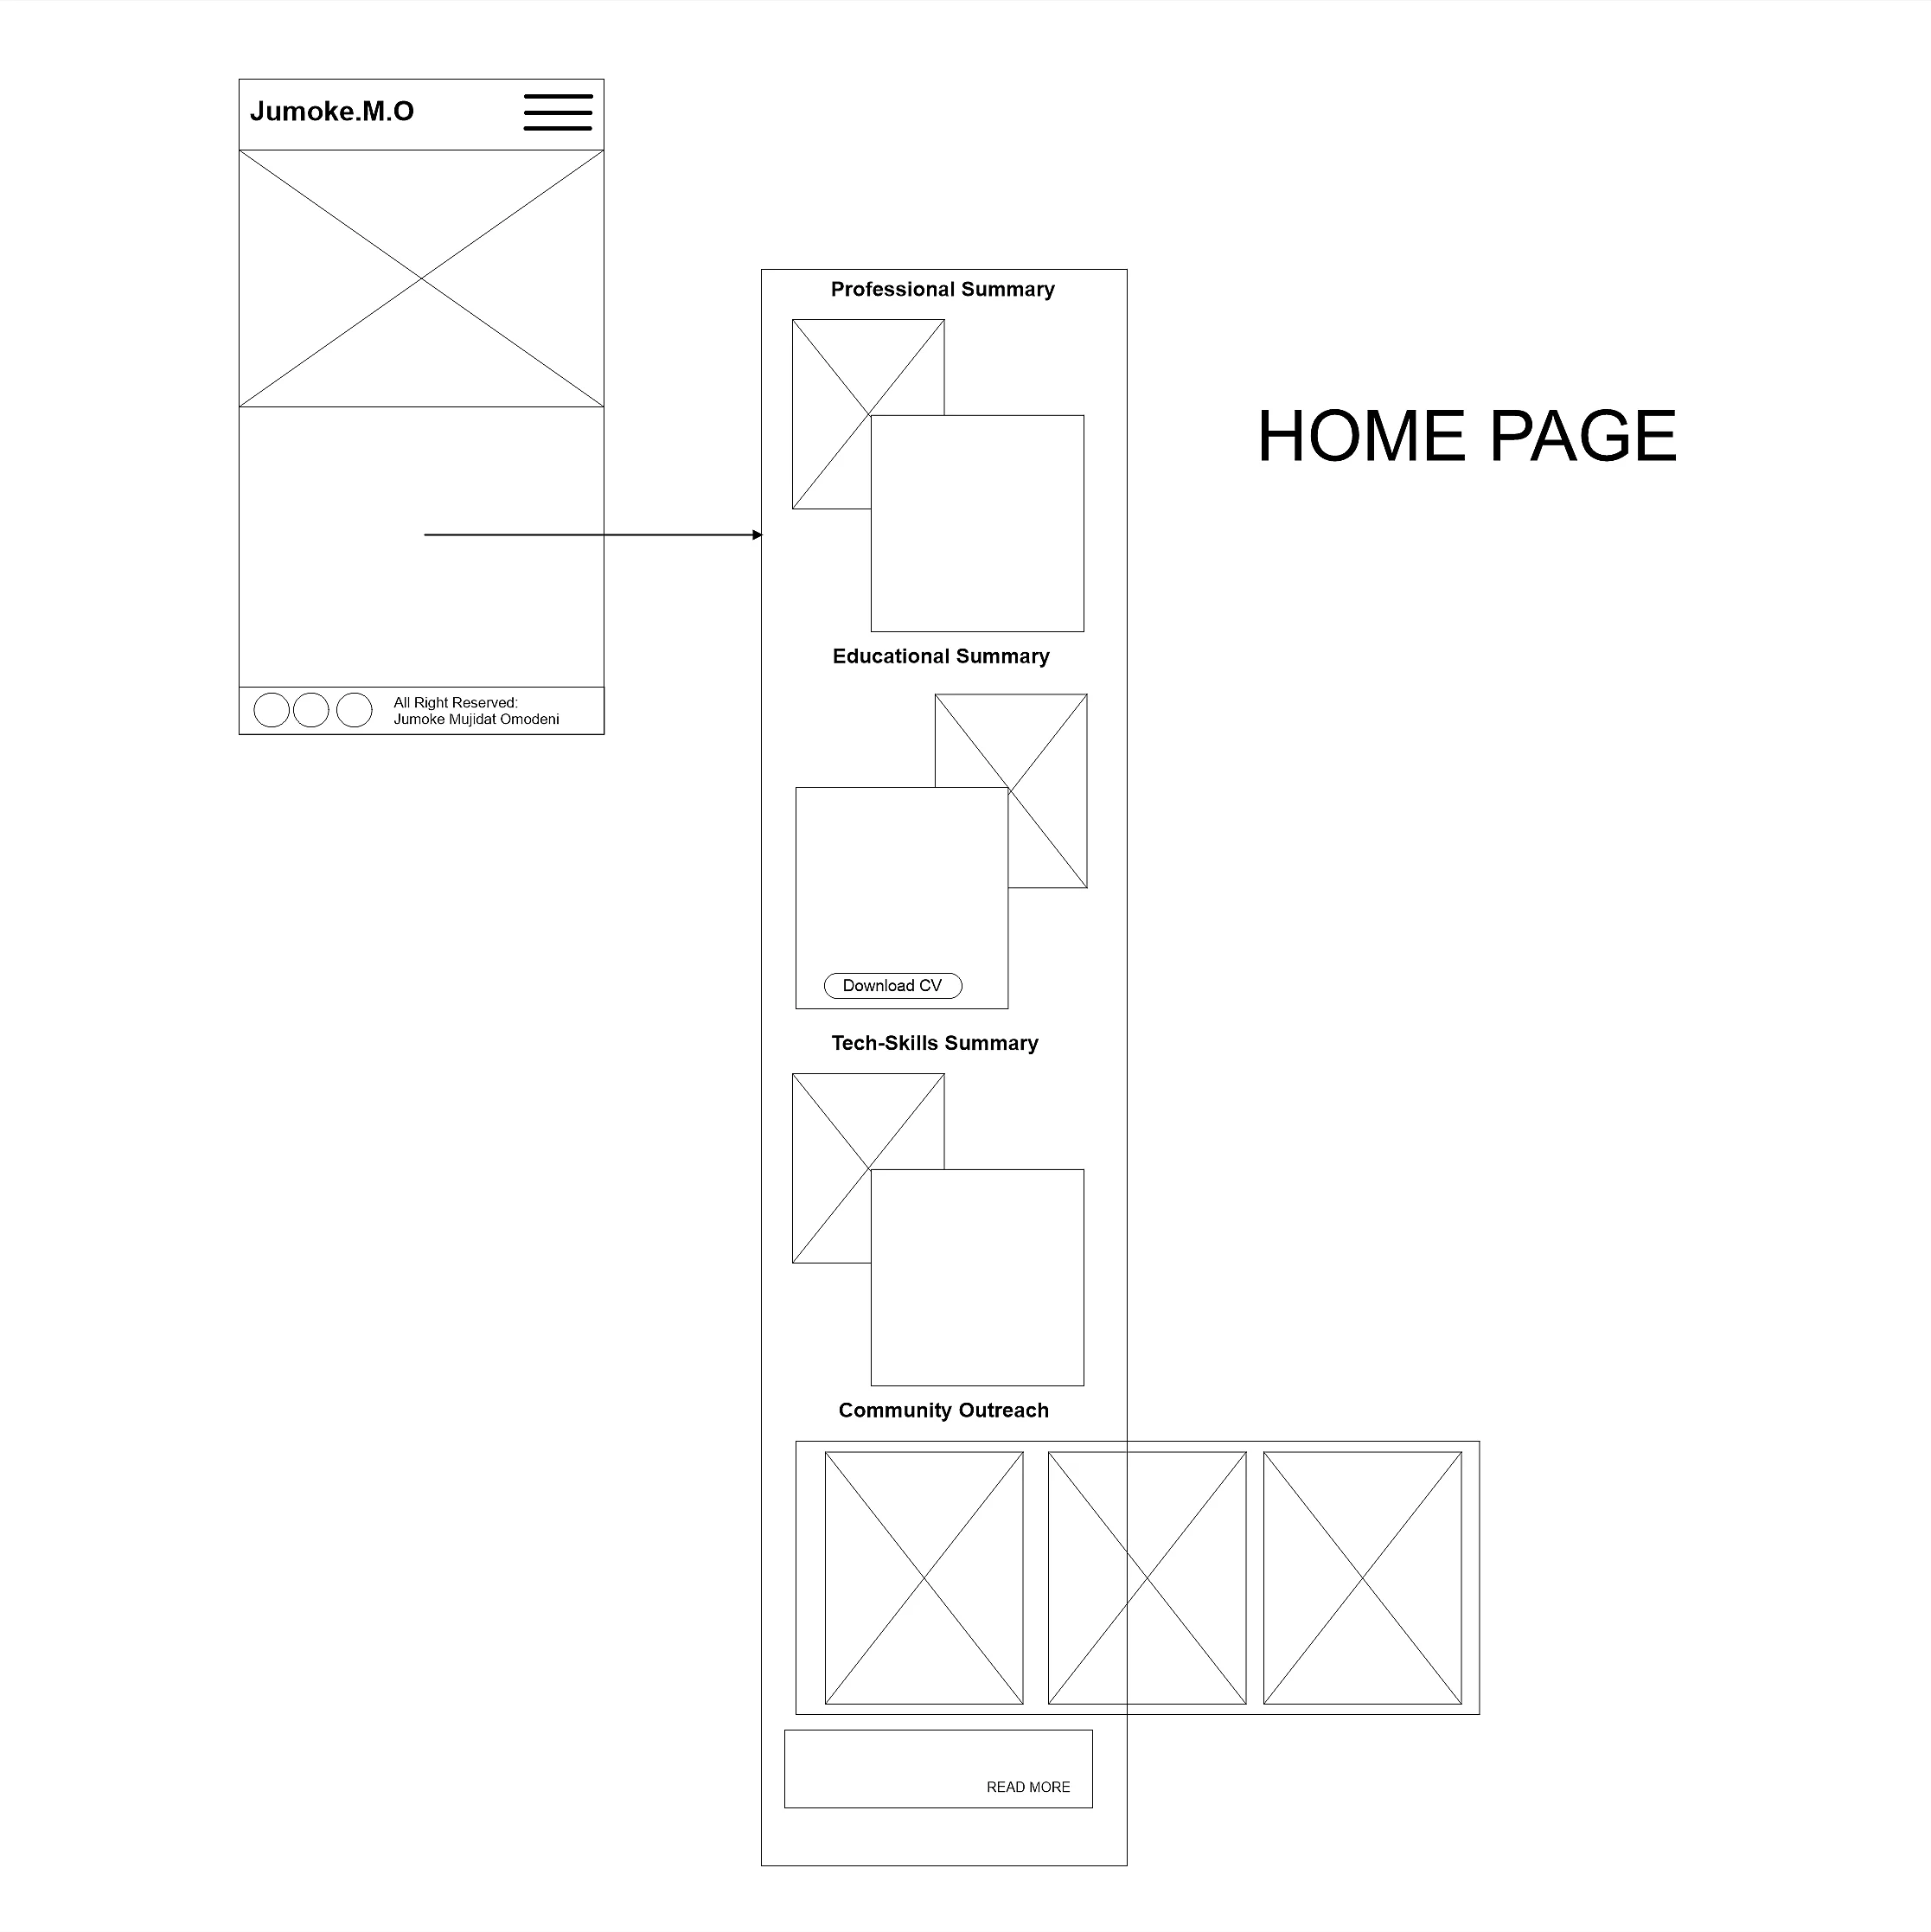 Jumoke.M.O
All Right Reserved:
Jumoke Mujidat Omodeni
Professional Summary
Educational Summary
Download CV
Tech-Skills Summary
Community Outreach
READ MORE
HOME PAGE